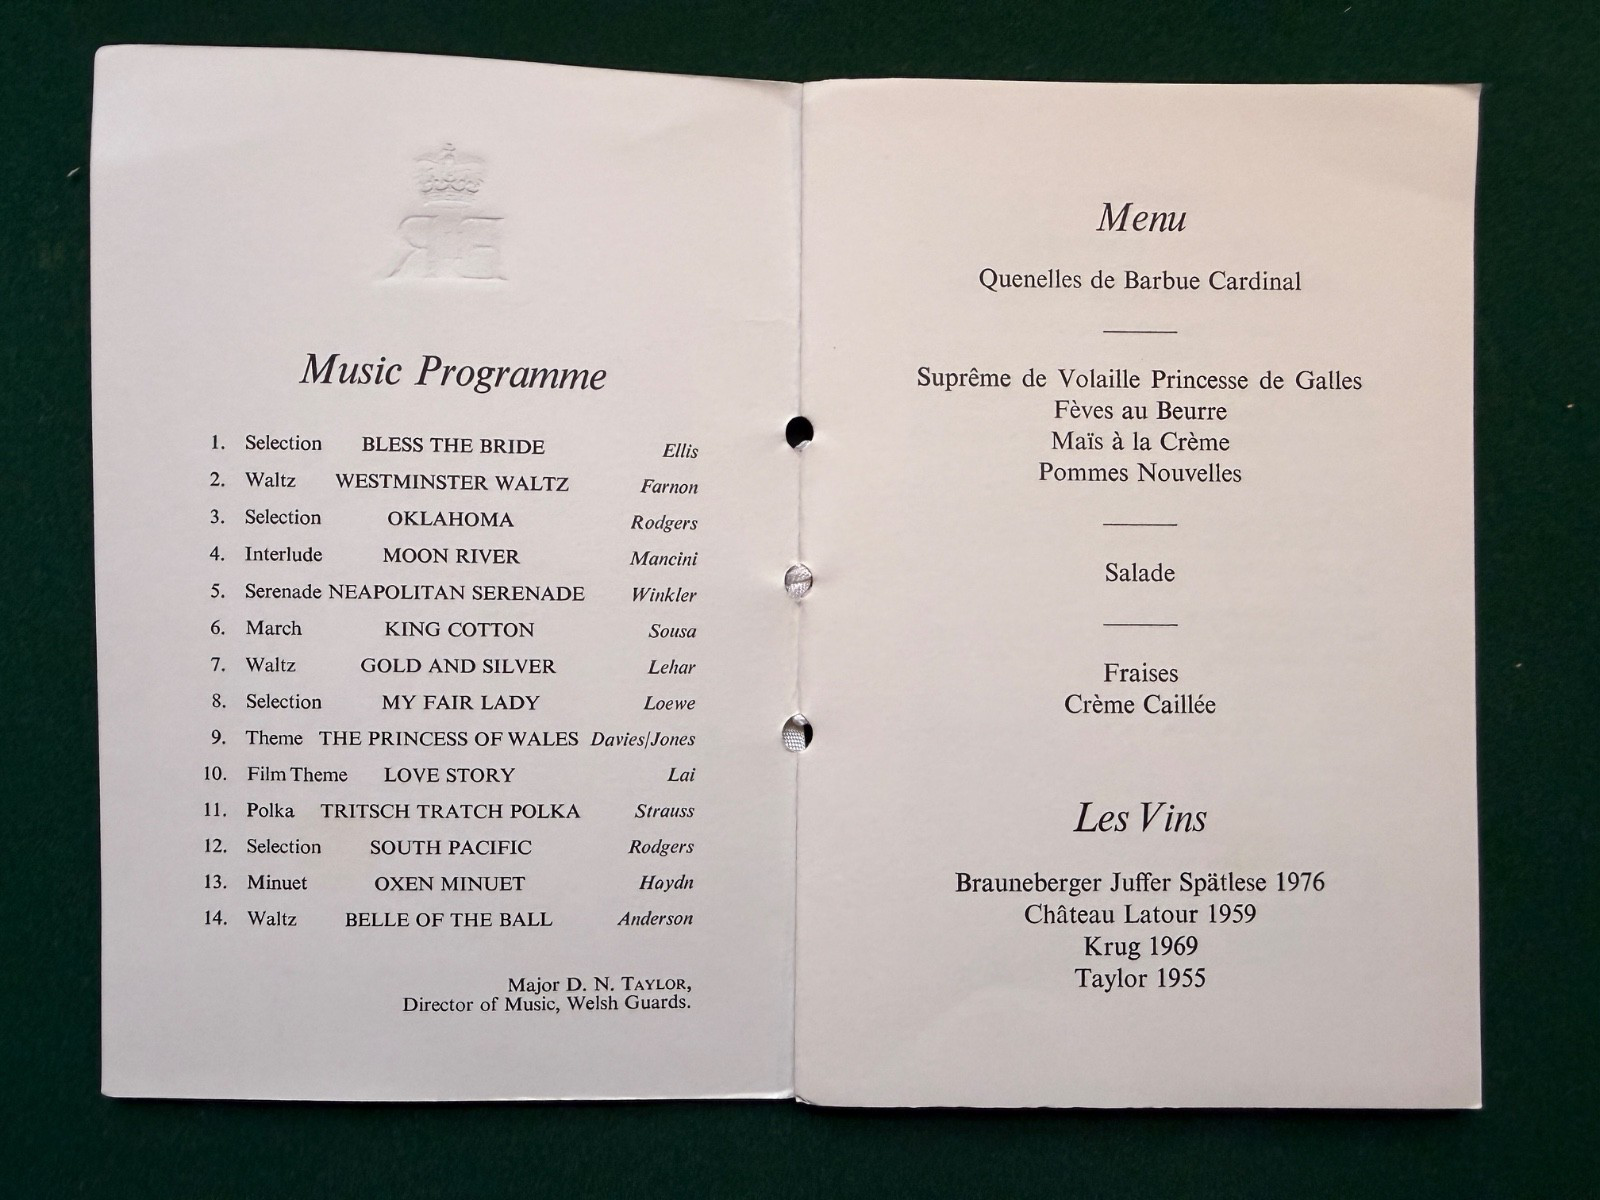 Music Programme
1. Selection BLESS THE BRIDE Ellis
2. Waltz WESTMINSTER WALTZ Farnon
3. Selection OKLAHOMA Rodgers
4. Interlude MOON RIVER Mancini
5. Serenade NEAPOLITAN SERENADE Winkler
6. March KING COTTON Sousa
7. Waltz GOLD AND SILVER Lehar
8. Selection MY FAIR LADY Loewe
9. Theme THE PRINCESS OF WALES Davies/Jones
10. Film Theme LOVE STORY Lai
11. Polka TRITSCH TRATCH POLKA Strauss
12. Selection SOUTH PACIFIC Rodgers
13. Minuet OXEN MINUET Haydn
14. Waltz BELLE OF THE BALL Anderson
Major D. N. TAYLOR,
Director of Music, Welsh Guards.
Menu
Quenelles de Barbue Cardinal
Suprême de Volaille Princesse de Galles
Fèves au Beurre
Maïs à la Crème
Pommes Nouvelles
Salade
Fraises
Crème Caillée
Les Vins
Brauneberger Juffer Spätlese 1976
Château Latour 1959
Krug 1969
Taylor 1955